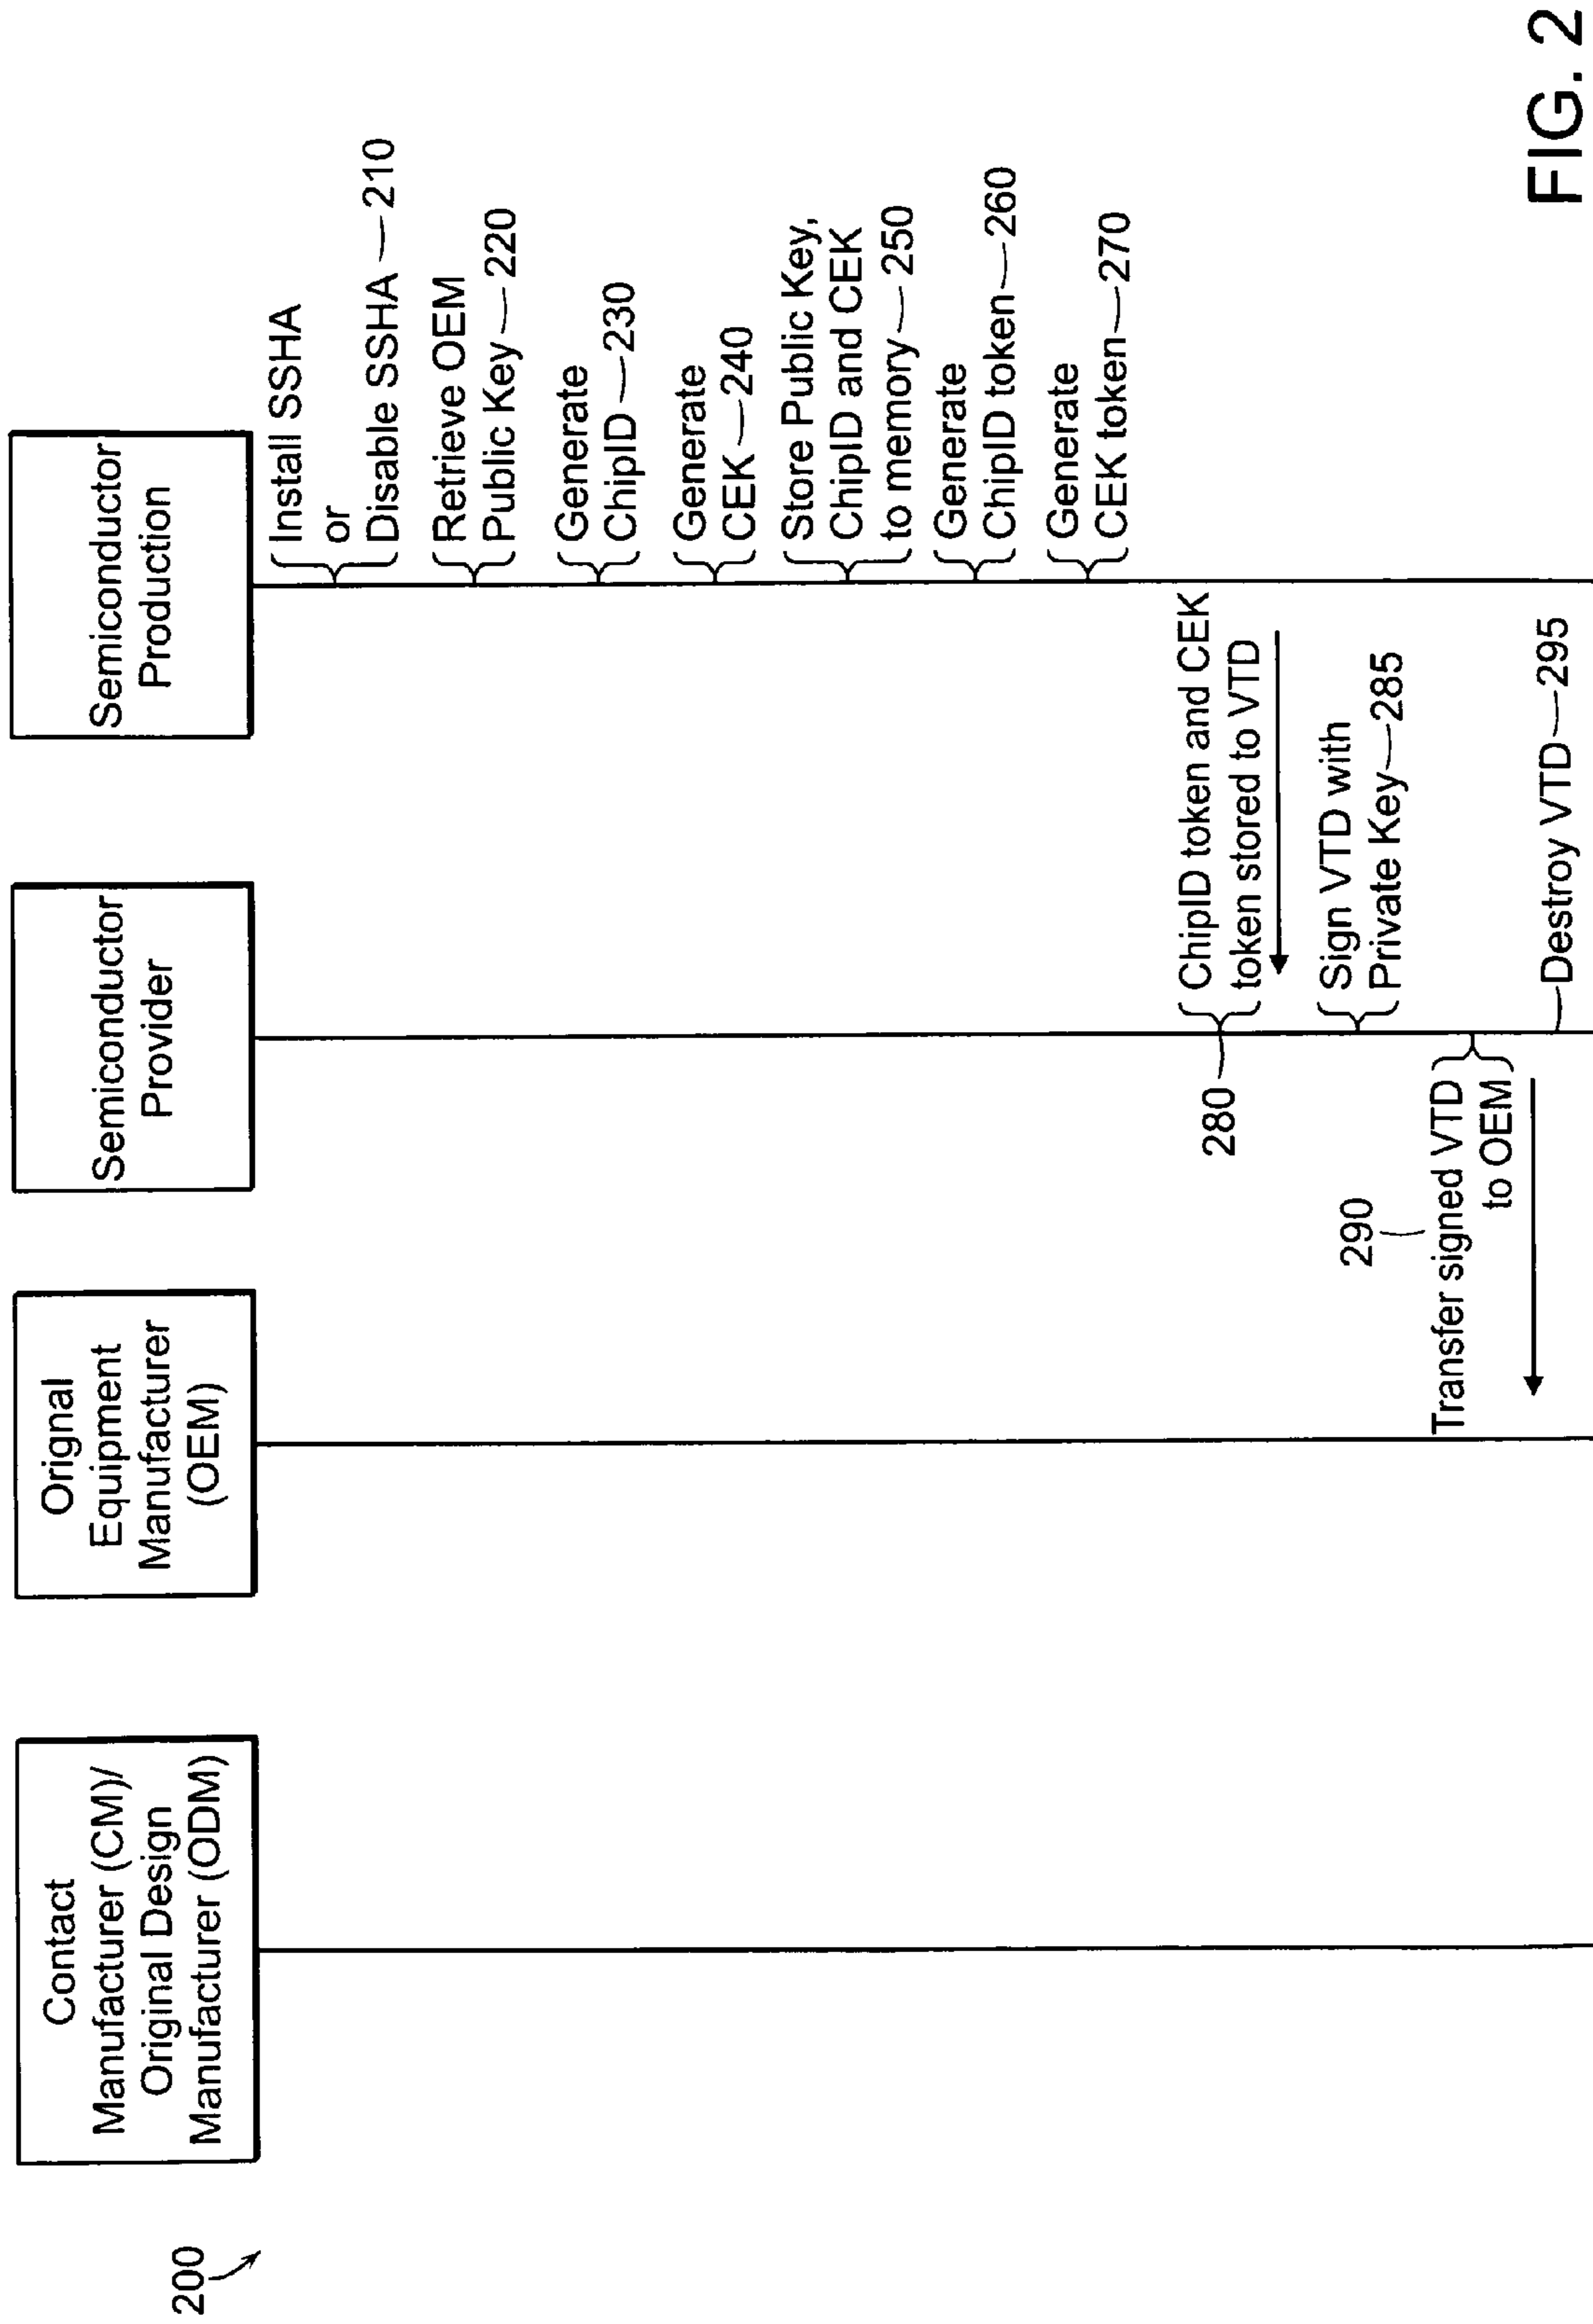 200
Contact
Manufacturer (CM)/
Original Design
Manufacturer (ODM)
Orignal
Equipment
Manufacturer
(OEM)
Semiconductor
Provider
Semiconductor
Production
Install SSHA
or
Disable SSHA 210
Retrieve OEM
Public Key 220
Generate
ChipID 230
Generate
CEK 240
Store Public Key,
ChipID and CEK
to memory 250
Generate
ChipID token 260
Generate
CEK token 270
280
ChipID token and CEK
token stored to VTD
Sign VTD with
Private Key 285
290
Transfer signed VTD
to OEM
Destroy VTD 295
FIG. 2